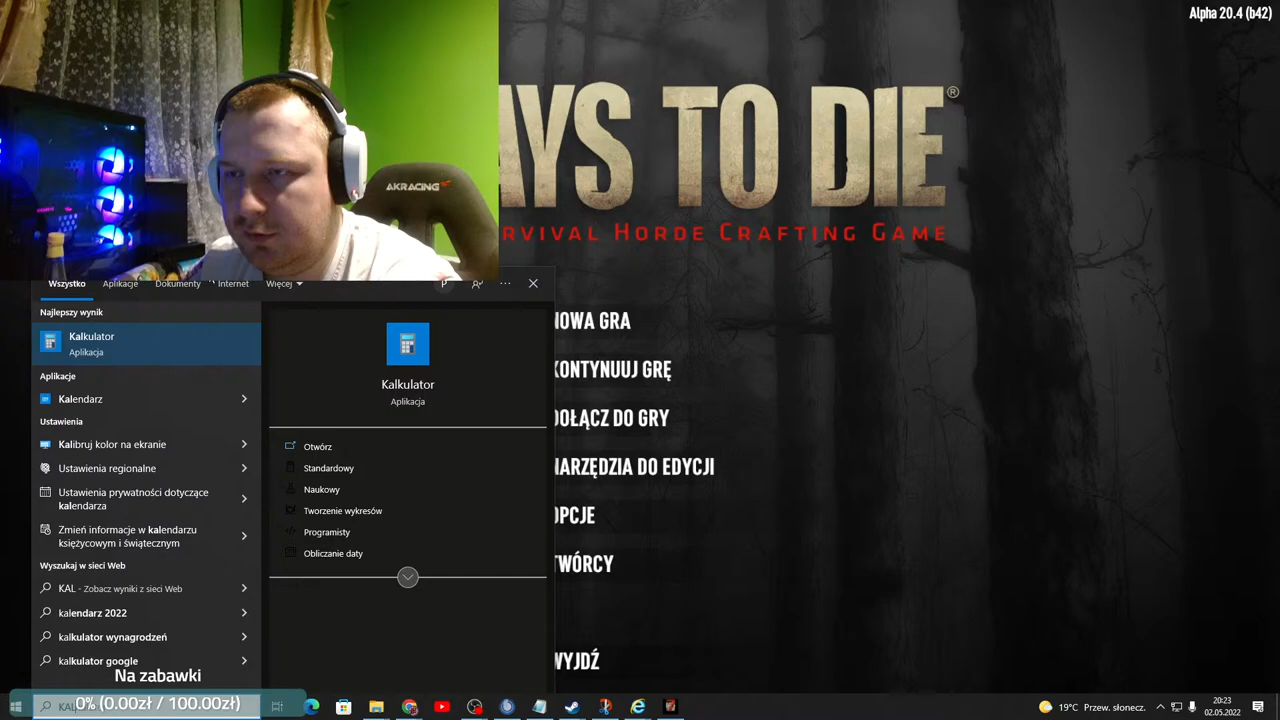 Alpha 20.4 (b42)
AYS TO DIE®
RVIVAL HORDE CRAFTING GAME
AKRACING
Wszystko Aplikacje Dokumenty Internet Więcej P ... 
Najlepszy wynik
Kalkulator
Aplikacja
Aplikacje
Kalendarz
Ustawienia
Kalibruj kolor na ekranie
Ustawienia regionalne
Ustawienia prywatności dotyczące
kalendarza
Zmień informacje w kalendarzu
księżycowym i świątecznym
Wyszukaj w sieci Web
KAL - Zobacz wyniki z sieci Web
kalendarz 2022
kalkulator wynagrodzeń
kalkulator google
Kalkulator
Aplikacja
Otwórz
Standardowy
Naukowy
Tworzenie wykresów
Programisty
Obliczanie daty
NOWA GRA
KONTYNUUJ GRĘ
DOŁĄCZ DO GRY
NARZĘDZIA DO EDYCJI
OPCJE
TWÓRCY
WYJDŹ
Na zabawki
0% (0.00zł / 100.00zł)
KAL
19°C Przew. słonecz.
20:23
02.05.2022